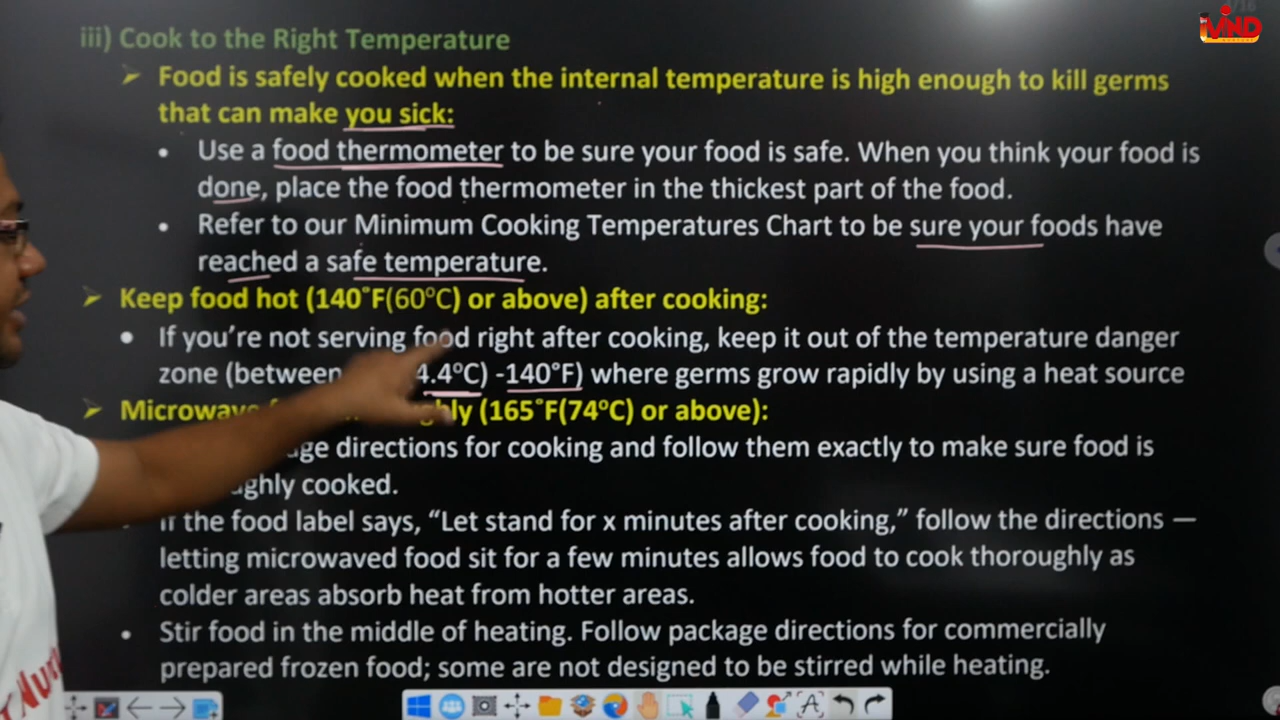 iii) Cook to the Right Temperature
➤ Food is safely cooked when the internal temperature is high enough to kill germs
that can make you sick:
• Use a food thermometer to be sure your food is safe. When you think your food is
done, place the food thermometer in the thickest part of the food.
• Refer to our Minimum Cooking Temperatures Chart to be sure your foods have
reached a safe temperature.
➤ Keep food hot (140˚F(60ºC) or above) after cooking:
• If you’re not serving food right after cooking, keep it out of the temperature danger
zone (between 4.4ºC) -140°F) where germs grow rapidly by using a heat source
➤ Microwave (165˚F(74ºC) or above):
directions for cooking and follow them exactly to make sure food is
cooked.
If the food label says, “Let stand for x minutes after cooking,” follow the directions —
letting microwaved food sit for a few minutes allows food to cook thoroughly as
colder areas absorb heat from hotter areas.
• Stir food in the middle of heating. Follow package directions for commercially
prepared frozen food; some are not designed to be stirred while heating.